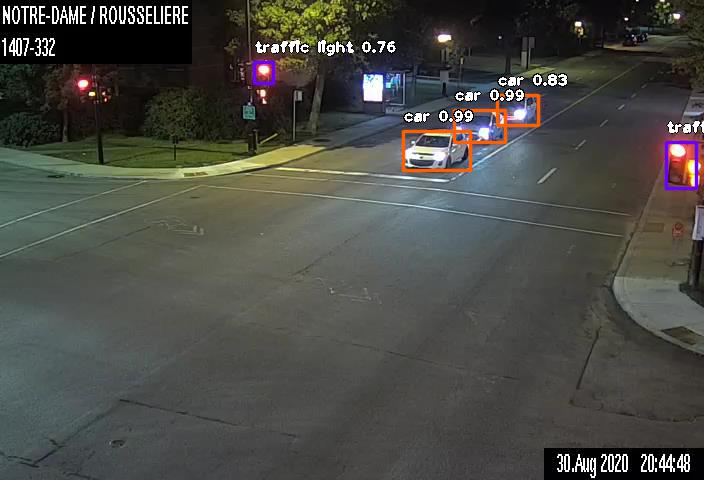 NOTRE-DAME / ROUSSELIERE
1407-332
traffic light 0.76
car 0.83
car 0.99
car 0.99
traff
30.Aug 2020 20:44:48